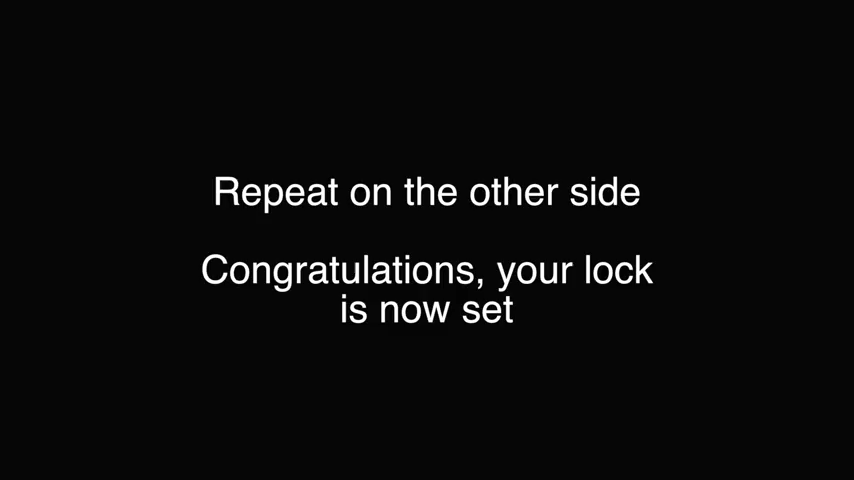 Repeat on the other side
Congratulations, your lock
is now set